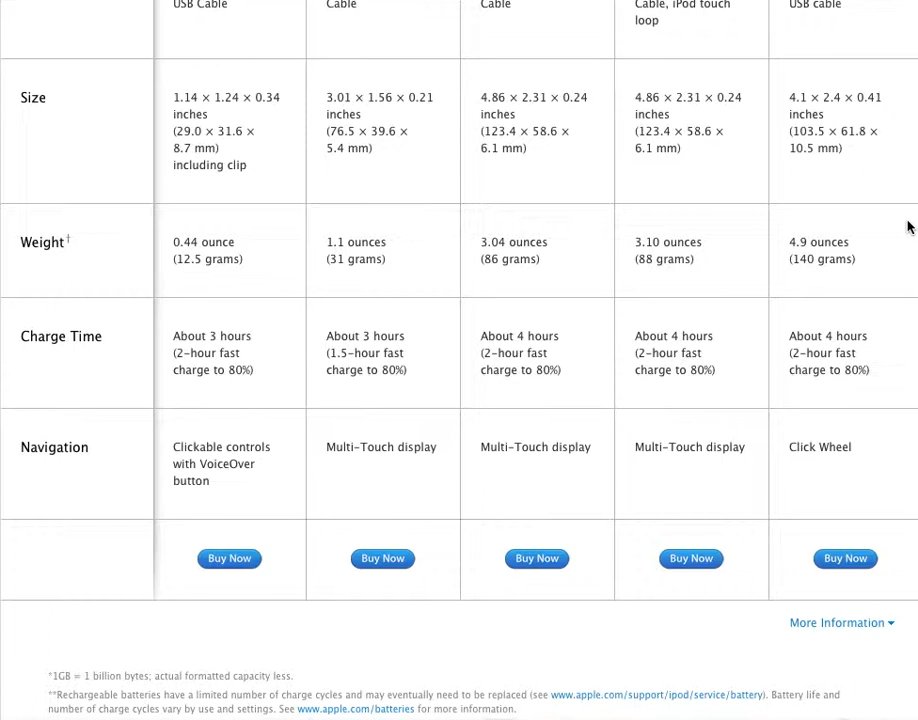 USB Cable
Cable
Cable
Cable, iPod touch
loop
USB cable
Size
1.14 × 1.24 × 0.34
inches
(29.0 × 31.6 ×
8.7 mm)
including clip
3.01 × 1.56 × 0.21
inches
(76.5 × 39.6 ×
5.4 mm)
4.86 × 2.31 × 0.24
inches
(123.4 × 58.6 ×
6.1 mm)
4.86 × 2.31 × 0.24
inches
(123.4 × 58.6 ×
6.1 mm)
4.1 × 2.4 × 0.41
inches
(103.5 × 61.8 ×
10.5 mm)
Weight†
0.44 ounce
(12.5 grams)
1.1 ounces
(31 grams)
3.04 ounces
(86 grams)
3.10 ounces
(88 grams)
4.9 ounces
(140 grams)
Charge Time
About 3 hours
(2-hour fast
charge to 80%)
About 3 hours
(1.5-hour fast
charge to 80%)
About 4 hours
(2-hour fast
charge to 80%)
About 4 hours
(2-hour fast
charge to 80%)
About 4 hours
(2-hour fast
charge to 80%)
Navigation
Clickable controls
with VoiceOver
button
Multi-Touch display
Multi-Touch display
Multi-Touch display
Click Wheel
Buy Now
Buy Now
Buy Now
Buy Now
Buy Now
More Information
*1GB = 1 billion bytes; actual formatted capacity less.
**Rechargeable batteries have a limited number of charge cycles and may eventually need to be replaced (see www.apple.com/support/ipod/service/battery). Battery life and
number of charge cycles vary by use and settings. See www.apple.com/batteries for more information.